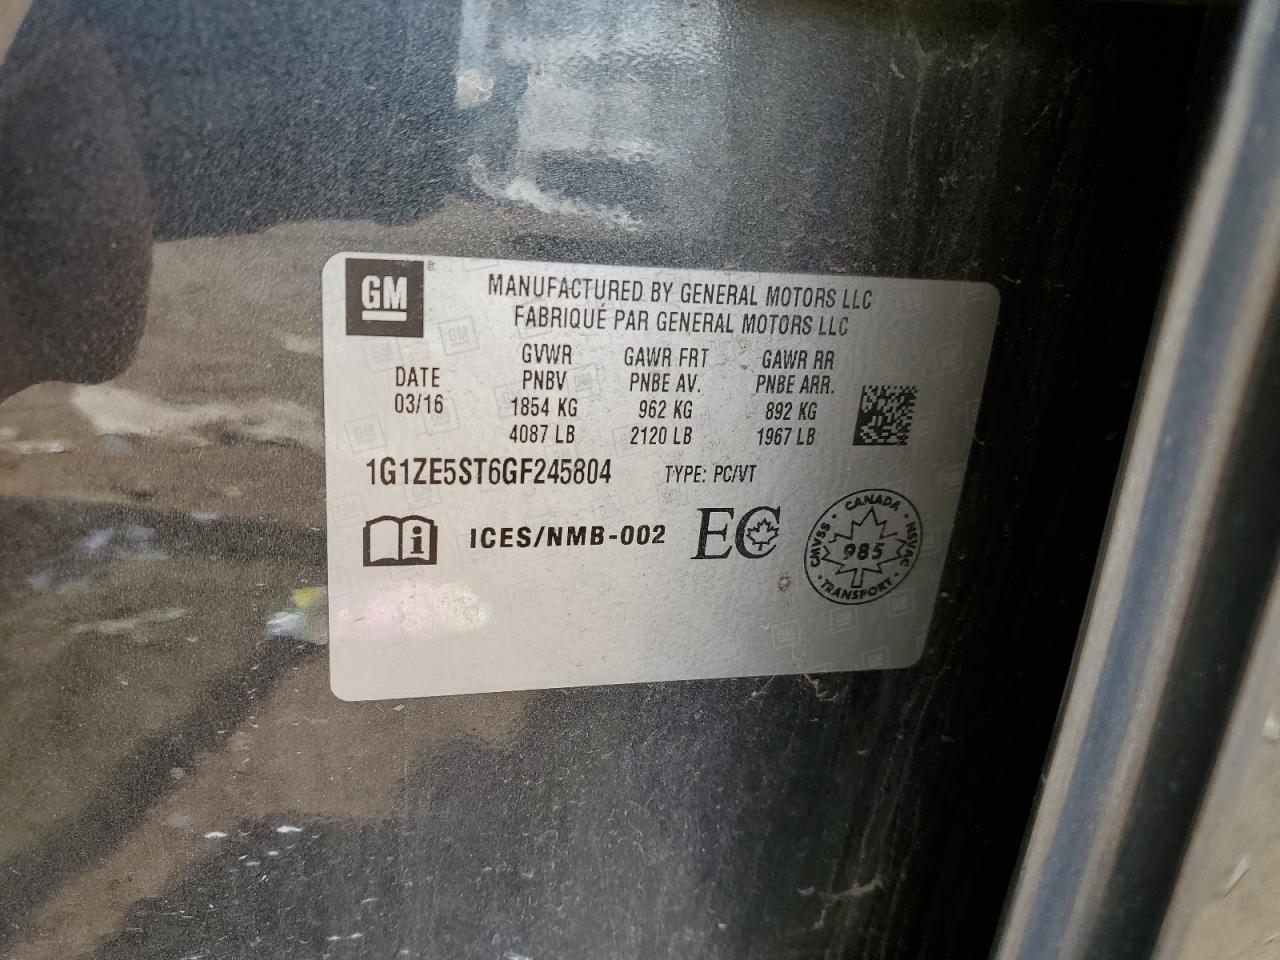 GM
MANUFACTURED BY GENERAL MOTORS LLC
FABRIQUÉ PAR GENERAL MOTORS LLC
DATE
03/16
GVWR
PNBV
1854 KG
4087 LB
GAWR FRT
PNBE AV.
962 KG
2120 LB
GAWR RR
PNBE ARR.
892 KG
1967 LB
1G1ZE5ST6GF245804 TYPE: PC/VT
i ICES/NMB-002 EC
CANADA
CMVSS · NSVAC
985
TRANSPORT